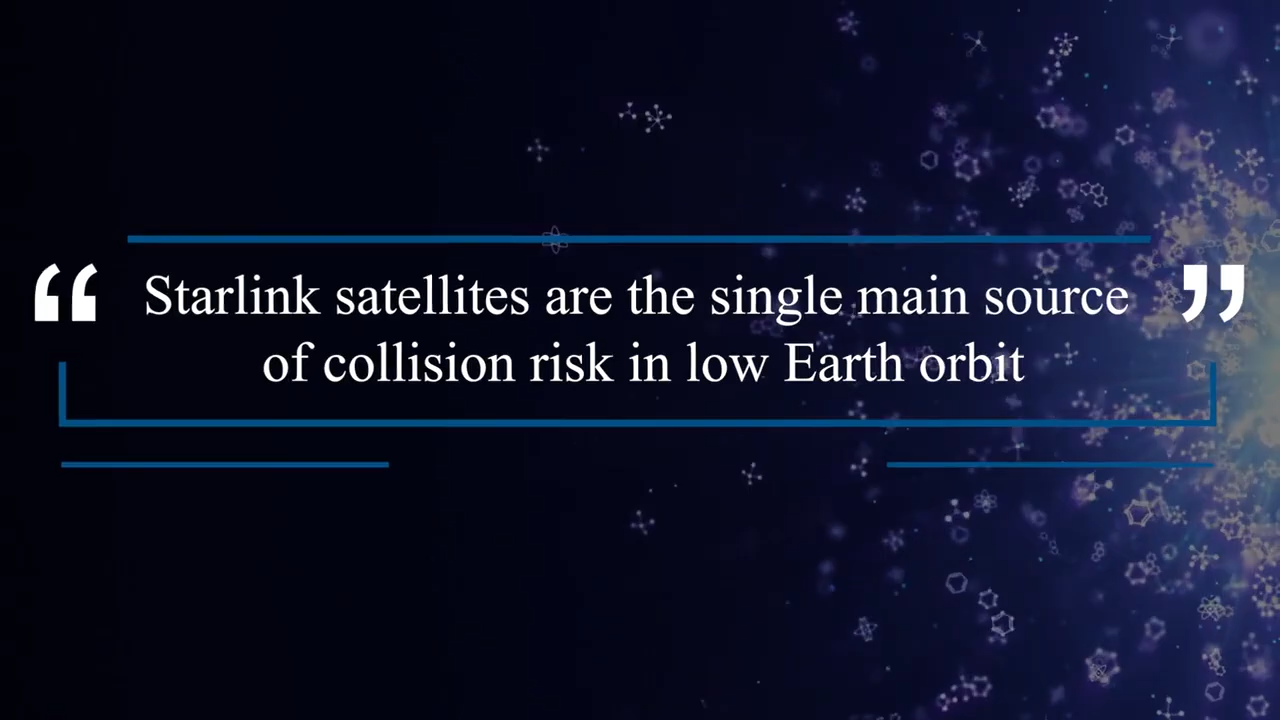 “ Starlink satellites are the single main source ”
of collision risk in low Earth orbit